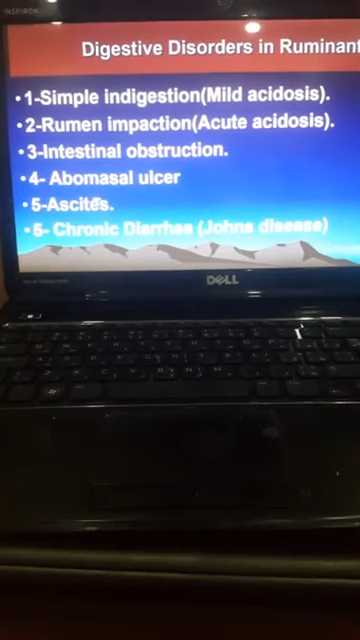 INSPIRON
Digestive Disorders in Ruminant
•1-Simple indigestion(Mild acidosis).
•2-Rumen impaction(Acute acidosis).
•3-Intestinal obstruction.
•4- Abomasal ulcer
•5-Ascites.
•5- Chronic Diarrhea (Johns disease)
DELL